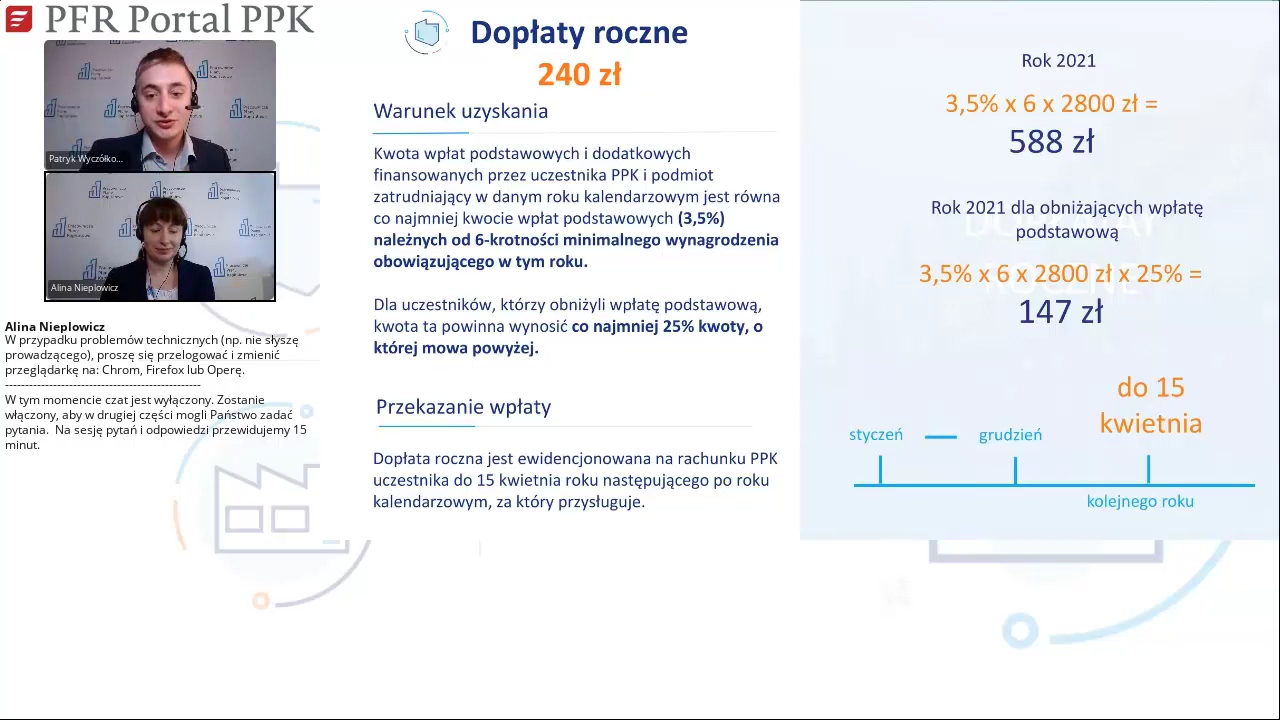 PFR Portal PPK
Patryk Wyczółko...
Alina Nieplowicz
Alina Nieplowicz
W przypadku problemów technicznych (np. nie słyszę
prowadzącego), proszę się przelogować i zmienić
przeglądarkę na: Chrom, Firefox lub Operę.
-------------------------------------------------
W tym momencie czat jest wyłączony. Zostanie
włączony, aby w drugiej części mogli Państwo zadać
pytania.  Na sesję pytań i odpowiedzi przewidujemy 15
minut.
Dopłaty roczne
240 zł
Warunek uzyskania
Kwota wpłat podstawowych i dodatkowych
finansowanych przez uczestnika PPK i podmiot
zatrudniający w danym roku kalendarzowym jest równa
co najmniej kwocie wpłat podstawowych (3,5%)
należnych od 6-krotności minimalnego wynagrodzenia
obowiązującego w tym roku.
Dla uczestników, którzy obniżyli wpłatę podstawową,
kwota ta powinna wynosić co najmniej 25% kwoty, o
której mowa powyżej.
Przekazanie wpłaty
Dopłata roczna jest ewidencjonowana na rachunku PPK
uczestnika do 15 kwietnia roku następującego po roku
kalendarzowym, za który przysługuje.
Rok 2021
3,5% x 6 x 2800 zł =
588 zł
Rok 2021 dla obniżających wpłatę
podstawową
3,5% x 6 x 2800 zł x 25% =
147 zł
do 15
kwietnia
styczeń
grudzień
kolejnego roku